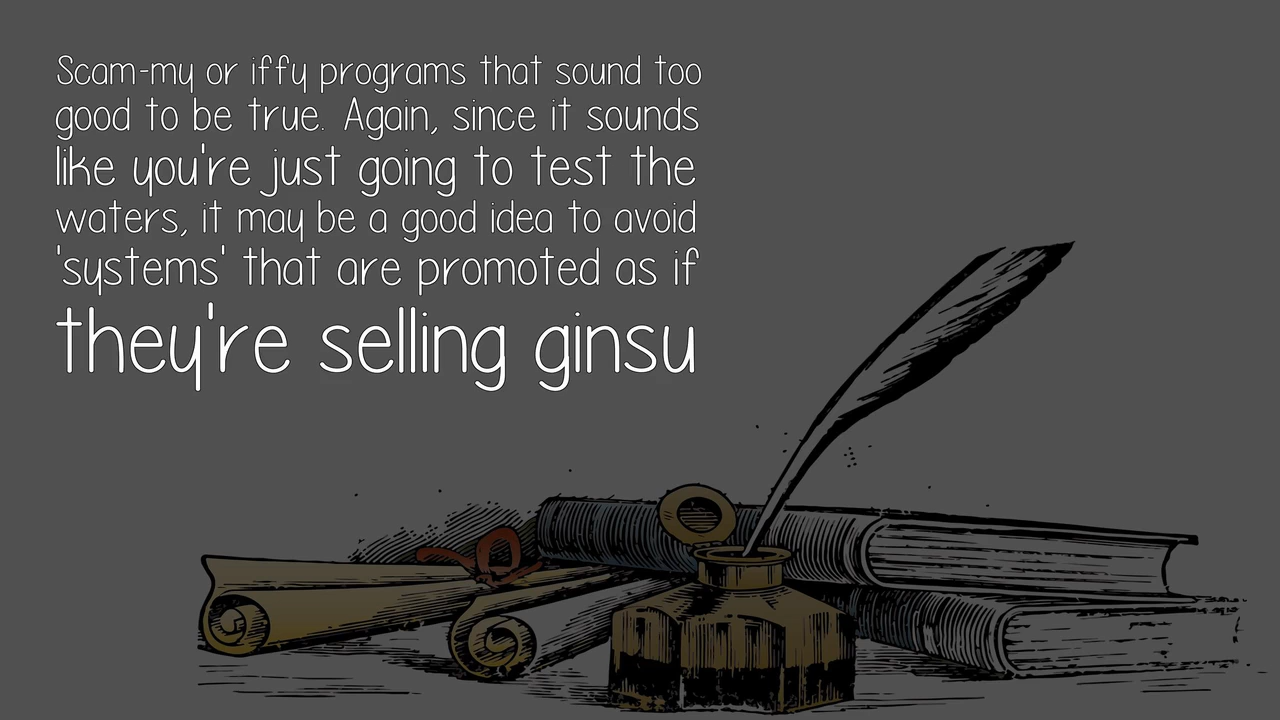 Scam-my or iffy programs that sound too
good to be true. Again, since it sounds
like you're just going to test the
waters, it may be a good idea to avoid
'systems' that are promoted as if
they're selling ginsu